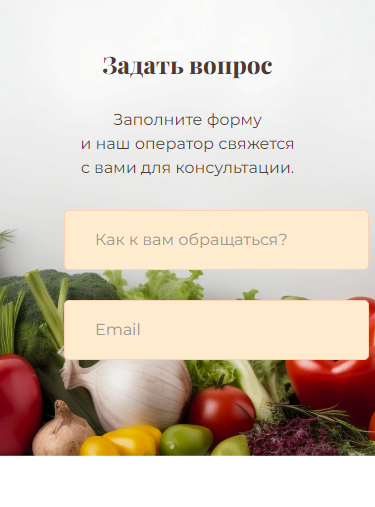 Задать вопрос
Заполните форму
и наш оператор свяжется
с вами для консультации.
Как к вам обращаться?
Email